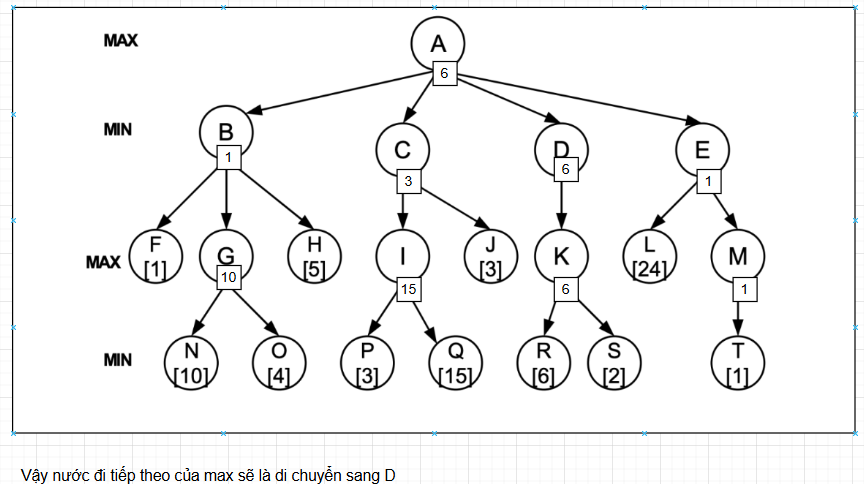 MAX
A
6
MIN
B
1
C
3
D
6
E
1
MAX
F
[1]
G
10
H
[5]
I
15
J
[3]
K
6
L
[24]
M
1
MIN
N
[10]
O
[4]
P
[3]
Q
[15]
R
[6]
S
[2]
T
[1]
Vậy nước đi tiếp theo của max sẽ là di chuyển sang D